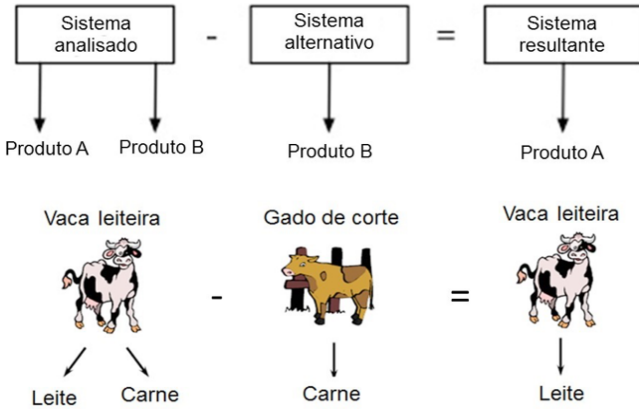 Sistema analisado - Sistema alternativo = Sistema resultante
Produto A Produto B Produto B Produto A
Vaca leiteira Gado de corte Vaca leiteira
- =
Leite Carne Carne Leite